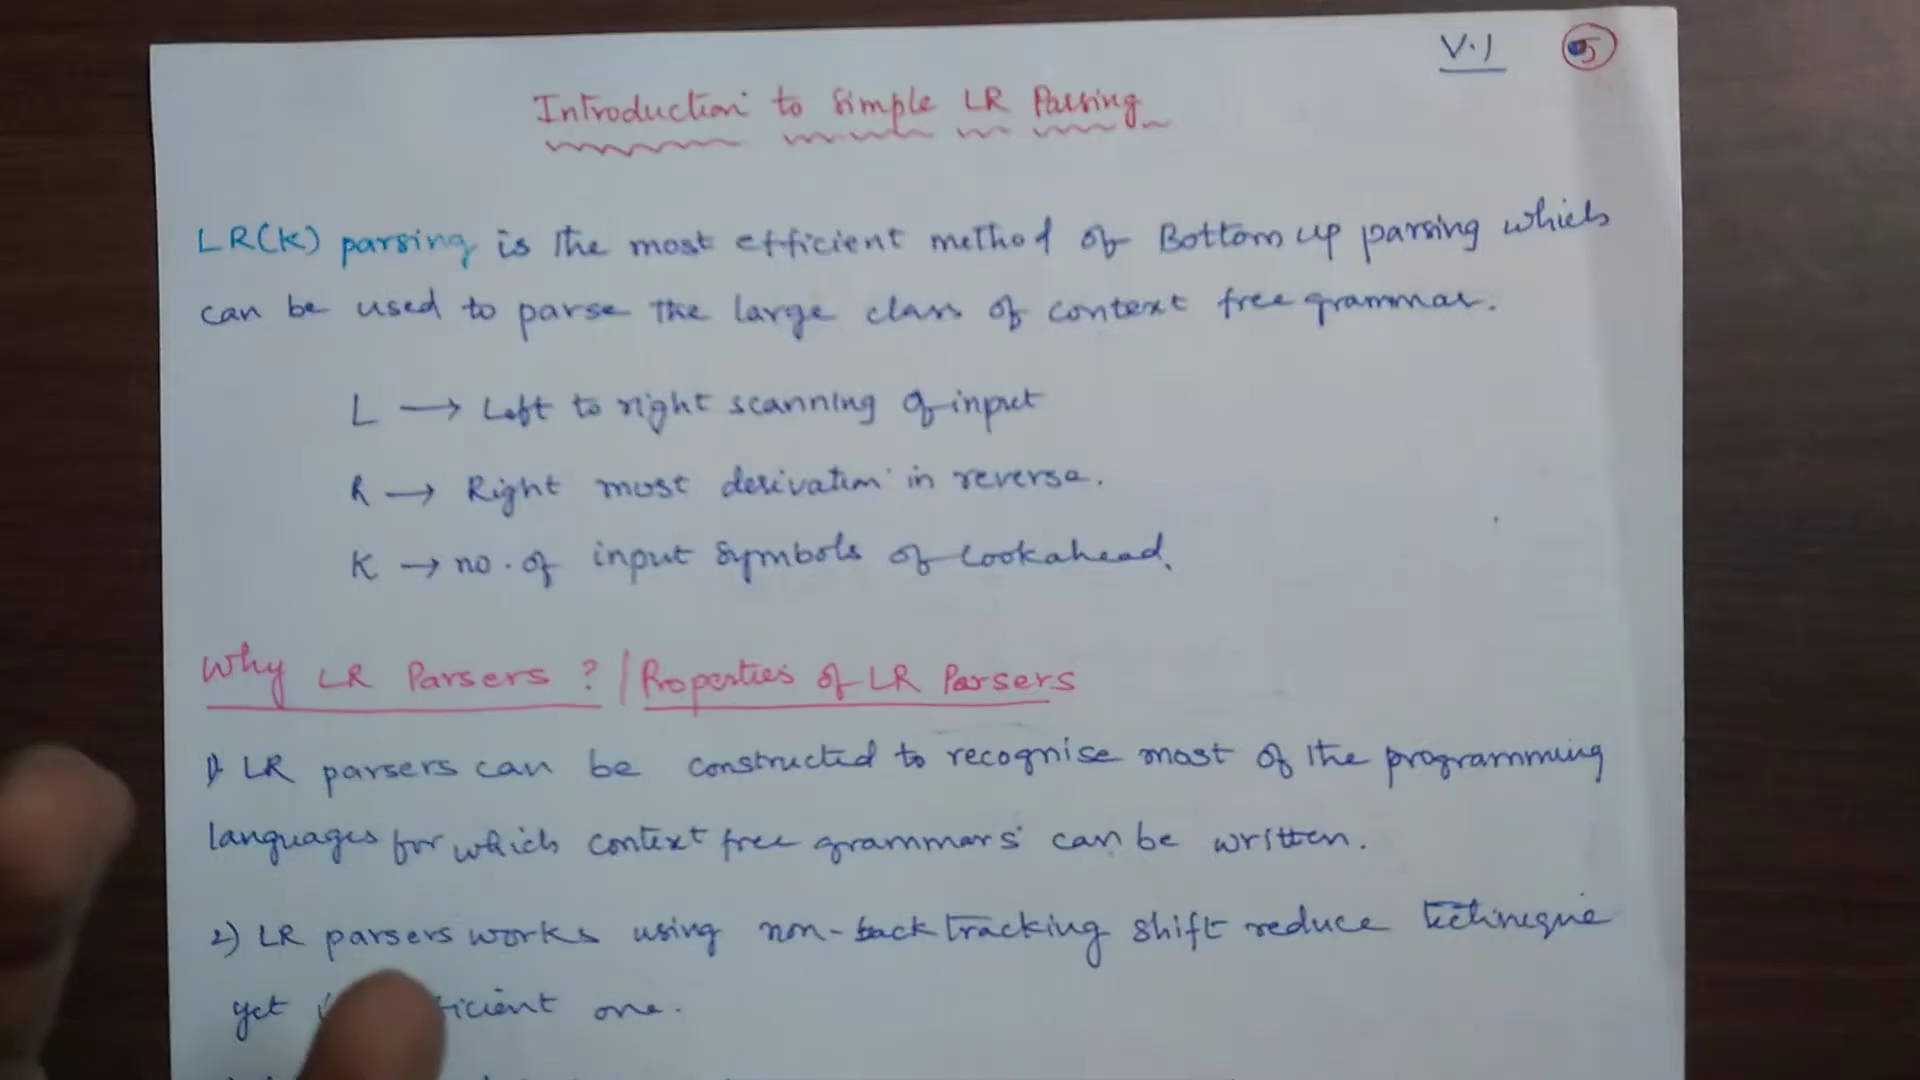 V.1 5
Introduction to Simple LR Parsing
LR(K) parsing is the most efficient method of Bottom up parsing which
can be used to parse the large class of context free grammar.
L → Left to right scanning of input
R → Right most derivation in reverse.
K → no. of input symbols of lookahead.
Why LR Parsers ? / Properties of LR Parsers
1) LR parsers can be constructed to recognise most of the programming
languages for which context free grammars can be written.
2) LR parsers works using non-backtracking shift reduce technique
yet one.